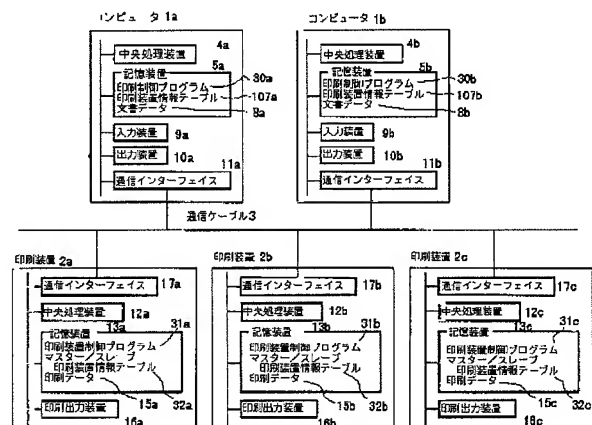 コンピュータ 1a
中央処理装置
4a
5a
記憶装置
印刷制御プログラム
30a
印刷装置情報テーブル
107a
文書データ
8a
入力装置
9a
出力装置
10a
11a
通信インターフェイス
コンピュータ 1b
中央処理装置
4b
5b
記憶装置
印刷制御プログラム
30b
印刷装置情報テーブル
107b
文書データ
8b
入力装置
9b
出力装置
10b
11b
通信インターフェイス
通信ケーブル3
印刷装置 2a
通信インターフェイス
17a
中央処理装置
12a
13a
31a
記憶装置
印刷装置制御プログラム
マスター/スレーブ
印刷装置情報テーブル
印刷データ
15a
32a
印刷出力装置
16a
印刷装置 2b
通信インターフェイス
17b
中央処理装置
12b
13b
31b
記憶装置
印刷装置制御プログラム
マスター/スレーブ
印刷装置情報テーブル
印刷データ
15b
32b
印刷出力装置
16b
印刷装置 2c
通信インターフェイス
17c
中央処理装置
12c
13c
31c
記憶装置
印刷装置制御プログラム
マスター/スレーブ
印刷装置情報テーブル
印刷データ
15c
32c
印刷出力装置
16c